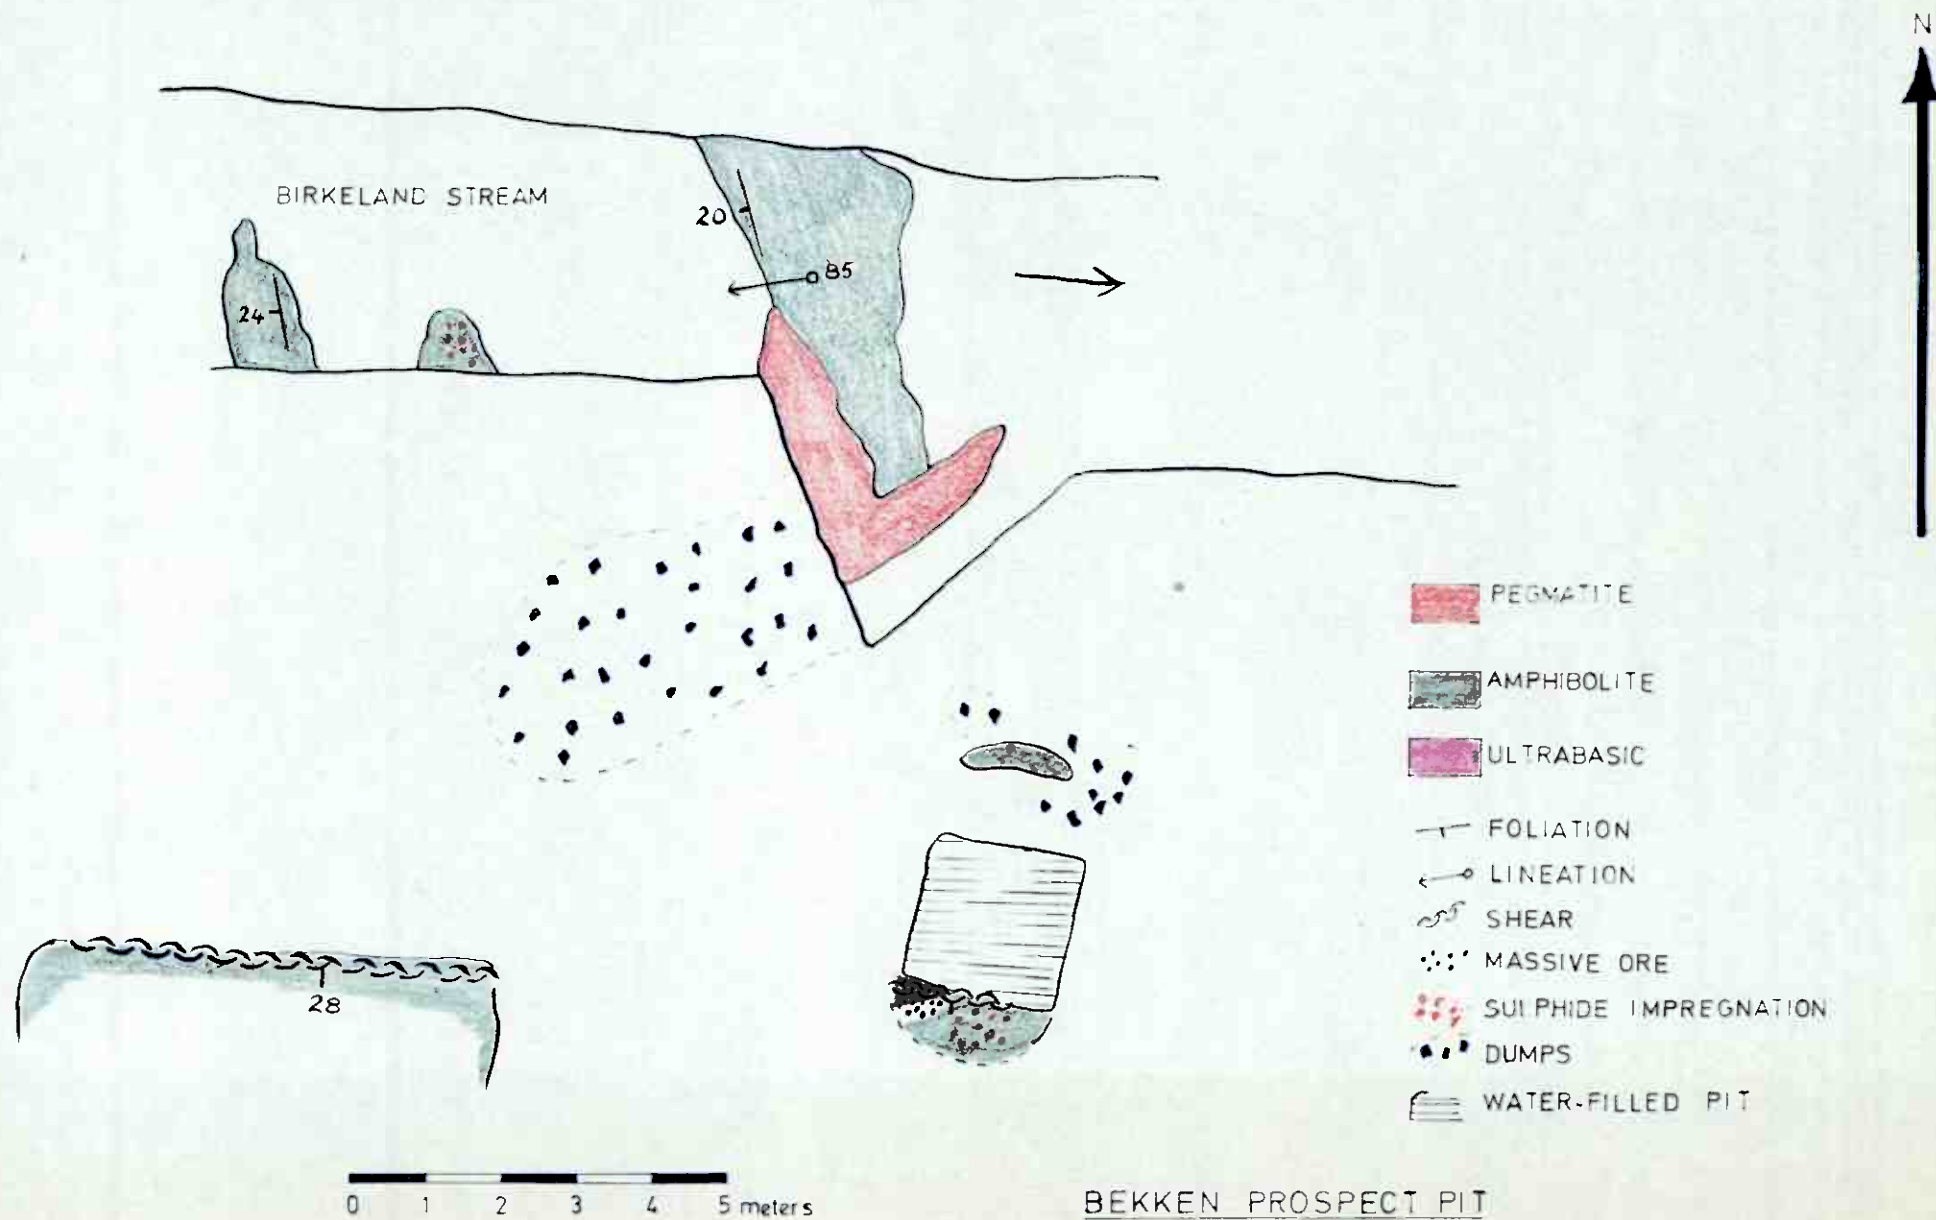 N
BIRKELAND STREAM
20
85
24
PEGMATITE
AMPHIBOLITE
ULTRABASIC
FOLIATION
LINEATION
SHEAR
MASSIVE ORE
SULPHIDE IMPREGNATION
DUMPS
WATER-FILLED PIT
28
0 1 2 3 4 5 meters
BEKKEN PROSPECT PIT